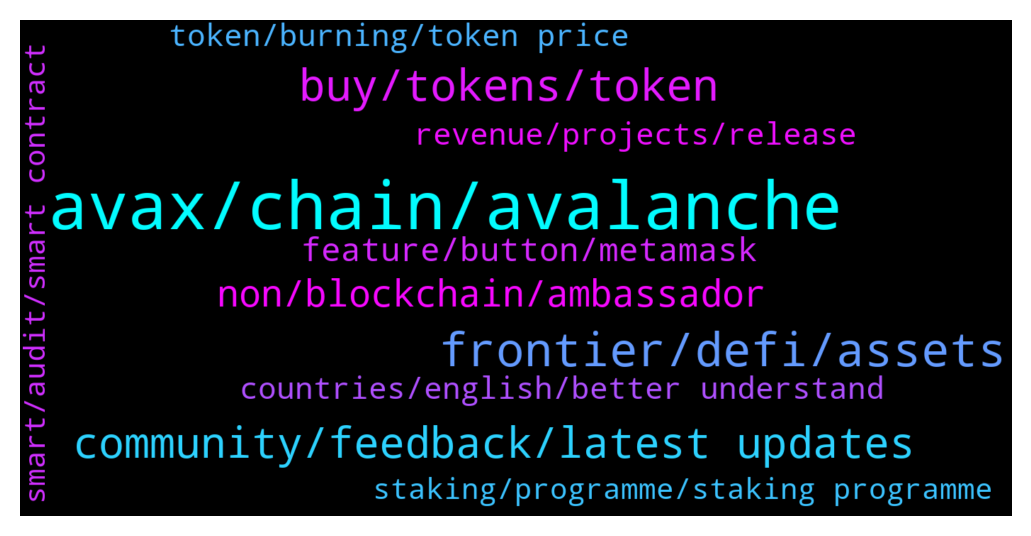 token/burning/token price
buy/tokens/token
revenue/projects/release
avax/chain/avalanche
feature/button/metamask
non/blockchain/ambassador
frontier/defi/assets
countries/english/better understand
community/feedback/latest updates
staking/programme/staking programme
smart/audit/smart contract